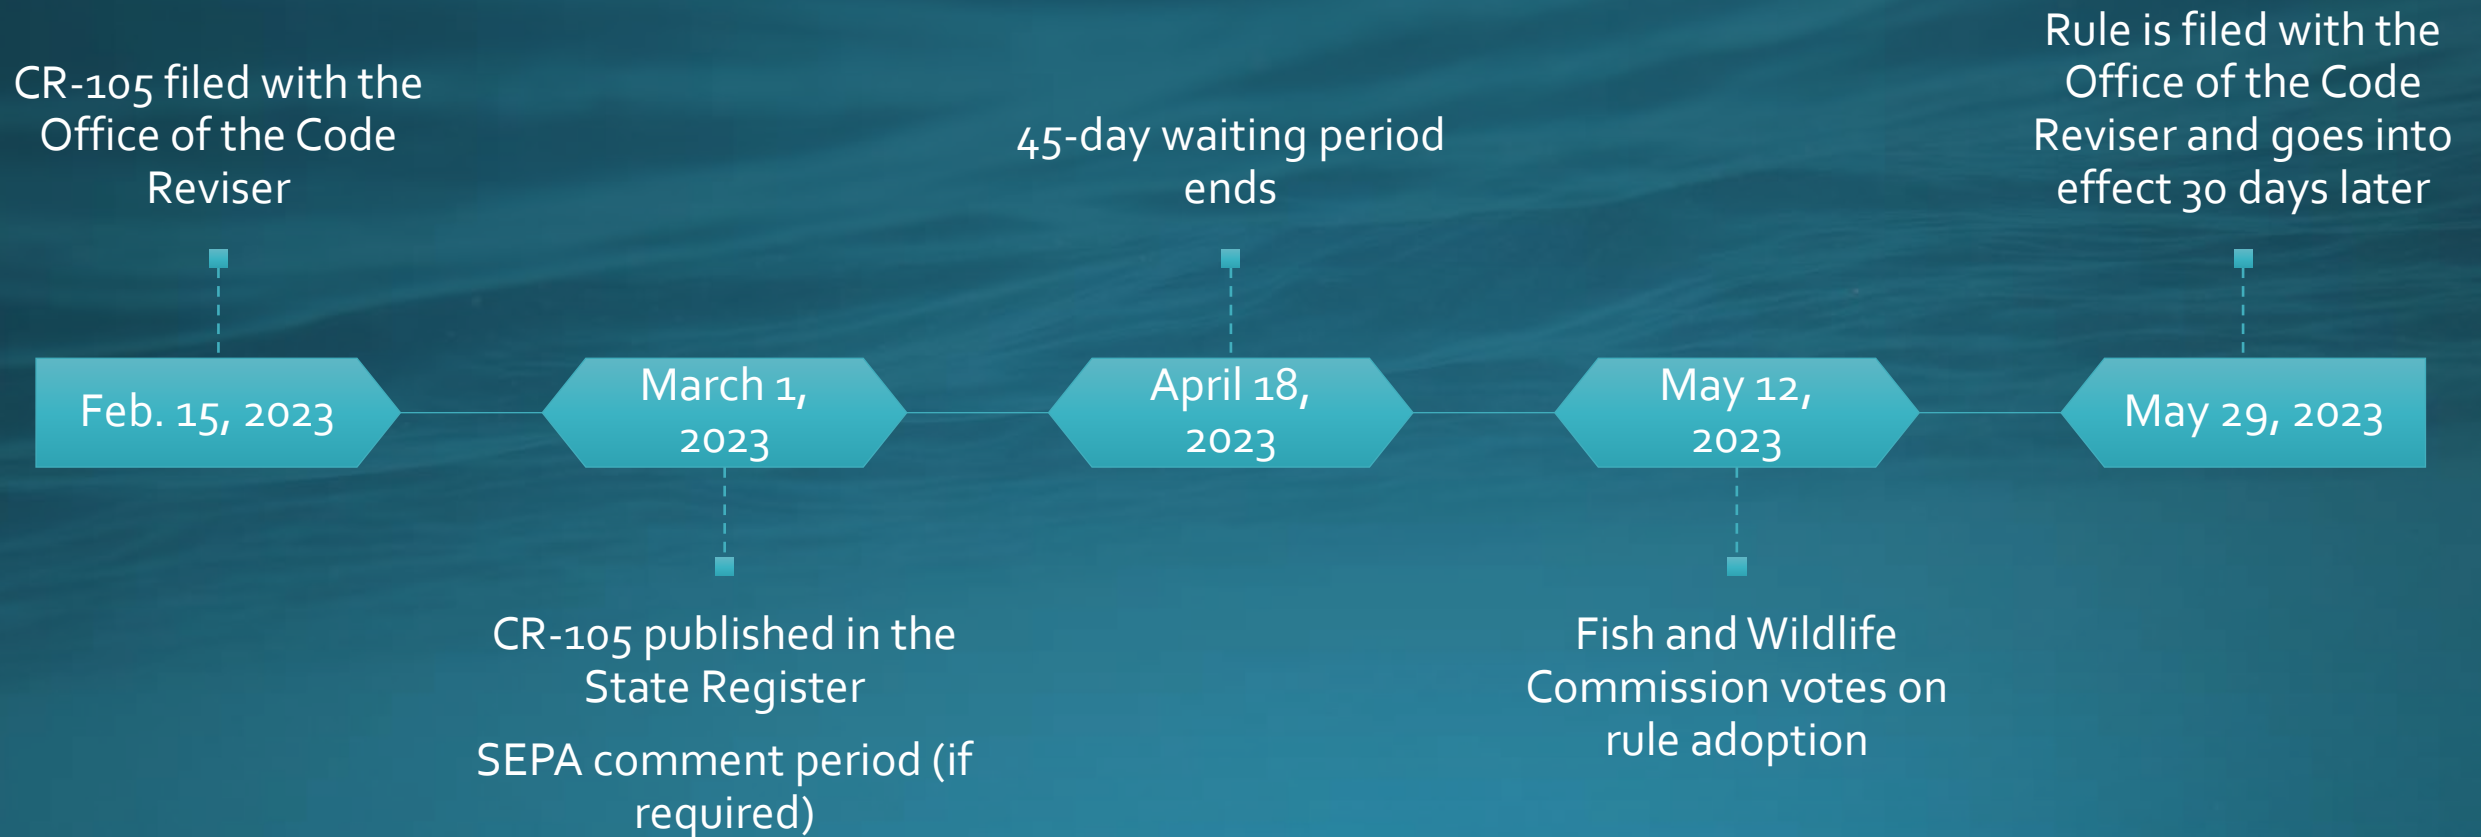 CR-105 filed with the
Office of the Code
Reviser
Feb. 15, 2023
March 1,
2023
CR-105 published in the
State Register
SEPA comment period (if
required)
45-day waiting period
ends
April 18,
2023
May 12,
2023
Fish and Wildlife
Commission votes on
rule adoption
Rule is filed with the
Office of the Code
Reviser and goes into
effect 30 days later
May 29, 2023